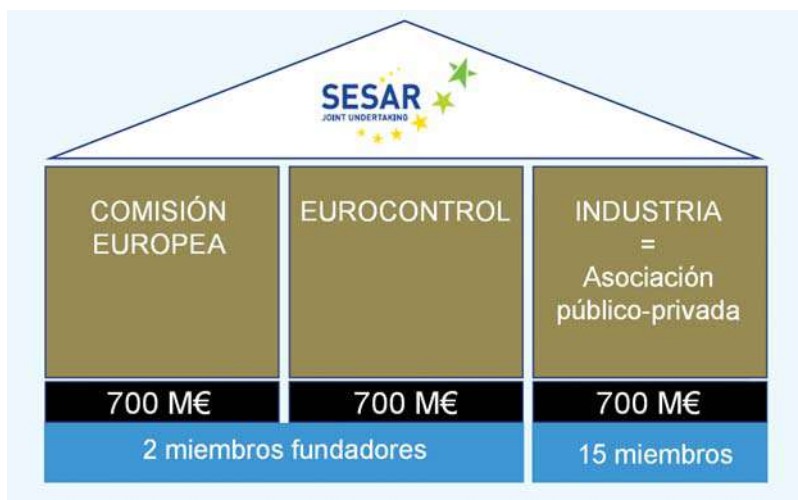 SESAR
JOINT UNDERTAKING
COMISIÓN
EUROPEA
EUROCONTROL
INDUSTRIA
=
Asociación
público-privada
700 M€
700 M€
700 M€
2 miembros fundadores
15 miembros